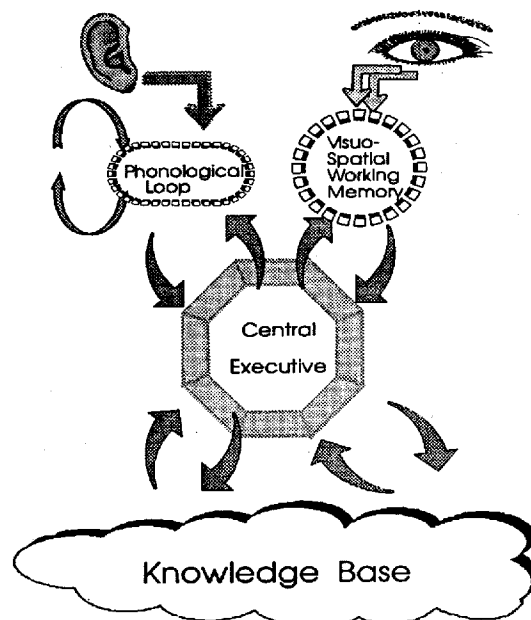 Phonological
Loop
Visuo-
Spatial
Working
Memory
Central
Executive
Knowledge Base